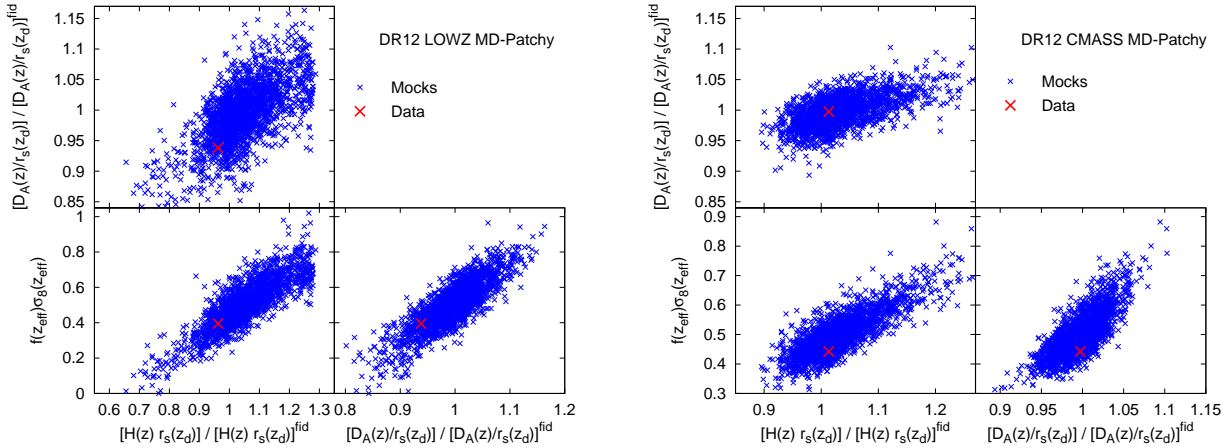 DR12 LOWZ MD-Patchy
Mocks
Data
[D_A(z)/r_s(z_d)] / [D_A(z)/r_s(z_d)]^fid
1.15
1.1
1.05
1
0.95
0.9
0.85
f(z_eff)σ_8(z_eff)
1
0.8
0.6
0.4
0.2
0
0.6 0.7 0.8 0.9 1 1.1 1.2 1.3
[H(z) r_s(z_d)] / [H(z) r_s(z_d)]^fid
0.8 0.9 1 1.1 1.2
[D_A(z)/r_s(z_d)] / [D_A(z)/r_s(z_d)]^fid
DR12 CMASS MD-Patchy
Mocks
Data
[D_A(z)/r_s(z_d)] / [D_A(z)/r_s(z_d)]^fid
1.15
1.1
1.05
1
0.95
0.9
0.85
f(z_eff)σ_8(z_eff)
0.9
0.8
0.7
0.6
0.5
0.4
0.3
0.9 1 1.1 1.2
[H(z) r_s(z_d)] / [H(z) r_s(z_d)]^fid
0.9 0.95 1 1.05 1.1 1.15
[D_A(z)/r_s(z_d)] / [D_A(z)/r_s(z_d)]^fid